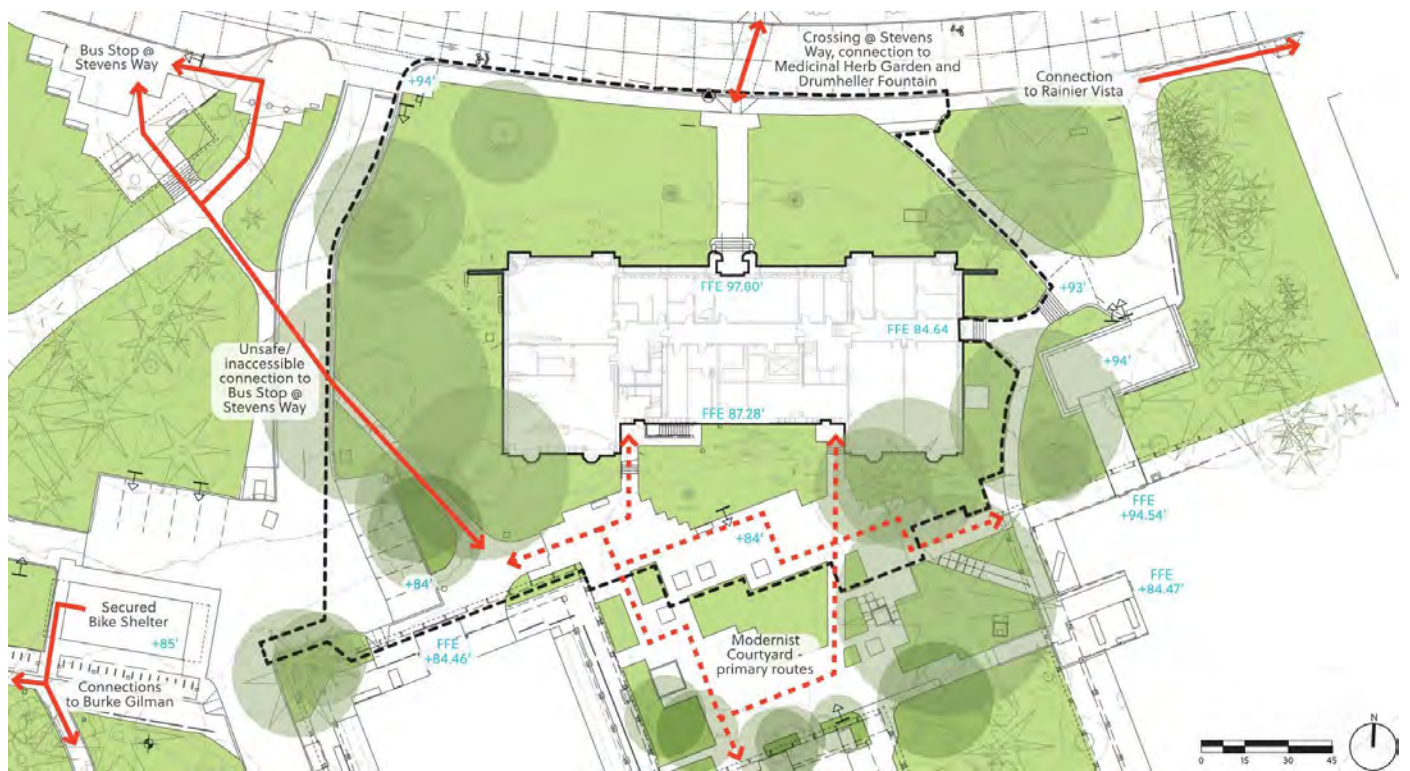 Bus Stop @
Stevens Way
Crossing @ Stevens
Way, connection to
Medicinal Herb Garden and
Drumheller Fountain
Connection
to Rainier Vista
+94'
FFE 97.80'
FFE 84.64
+93'
+94'
Unsafe/
inaccessible
connection to
Bus Stop @
Stevens Way
FFE 87.28'
FFE
+94.54'
+84'
+84'
FFE
+84.47'
Secured
Bike Shelter
+85'
FFE
+84.46'
Modernist
Courtyard -
primary routes
Connections
to Burke Gilman
N
0 15 30 45